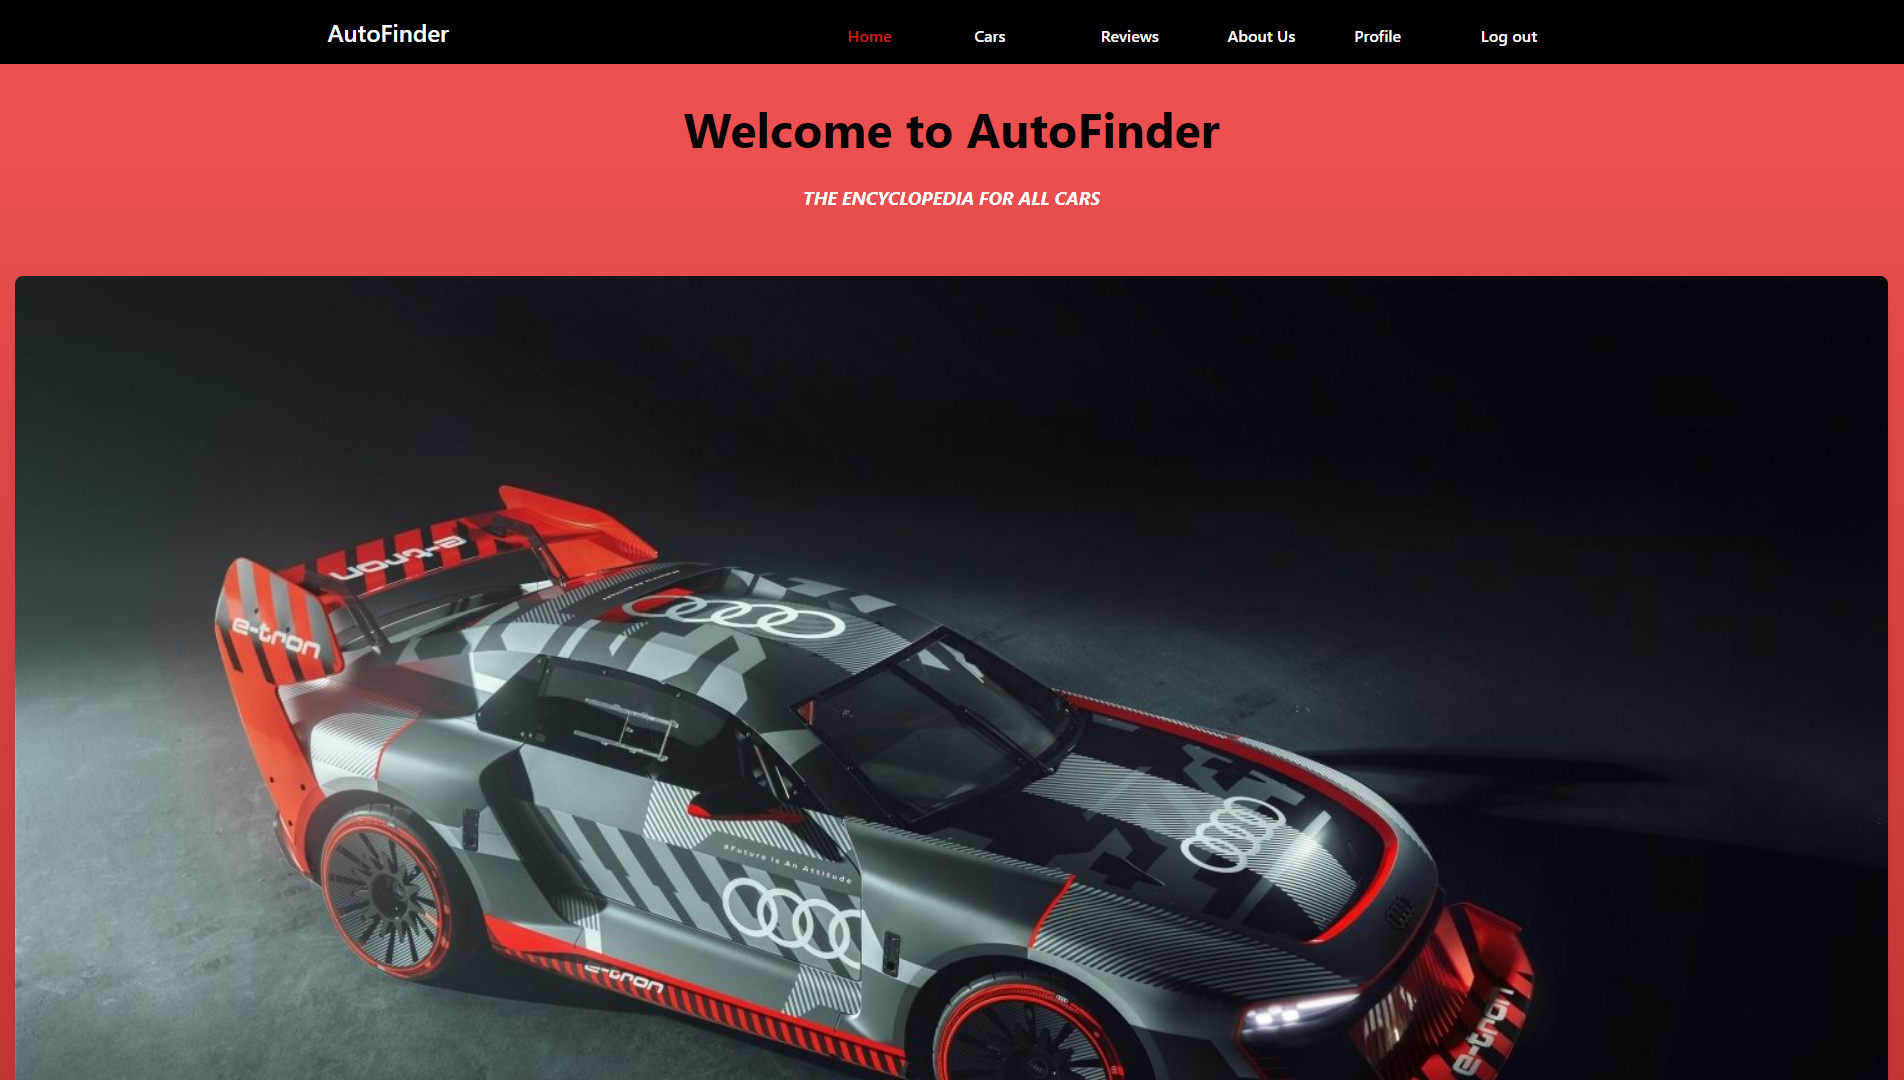 AutoFinder
Home
Cars
Reviews
About Us
Profile
Log out
Welcome to AutoFinder
THE ENCYCLOPEDIA FOR ALL CARS
e-tron
e-tron
#Future Is An Attitude
e-tron
e-tron